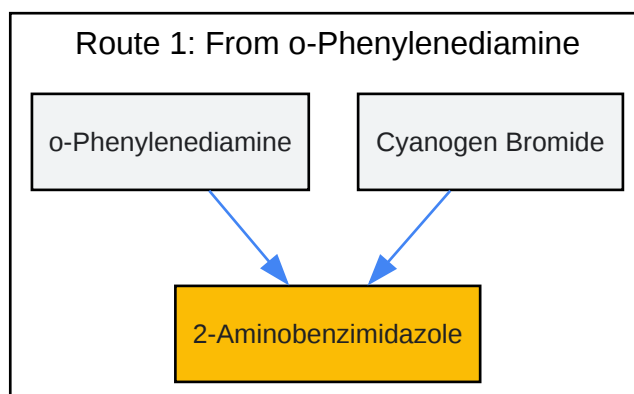 Route 1: From o-Phenylenediamine
o-Phenylenediamine
Cyanogen Bromide
2-Aminobenzimidazole